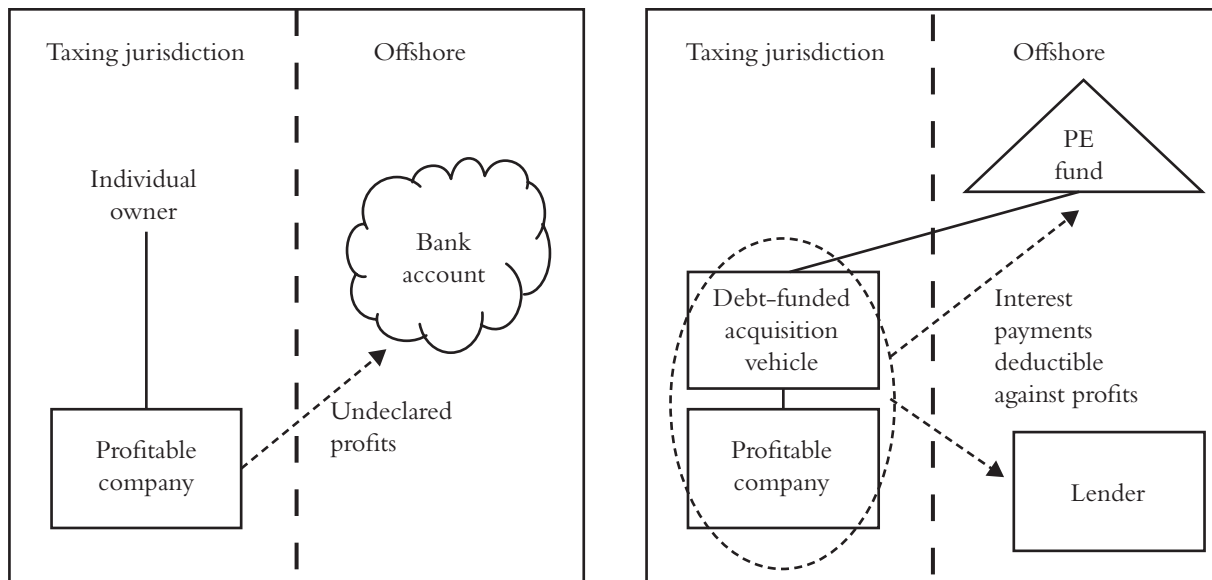 Taxing jurisdiction
Offshore
Individual
owner
Bank
account
Undeclared
profits
Profitable
company
Taxing jurisdiction
Offshore
PE
fund
Debt-funded
acquisition
vehicle
Interest
payments
deductible
against profits
Profitable
company
Lender